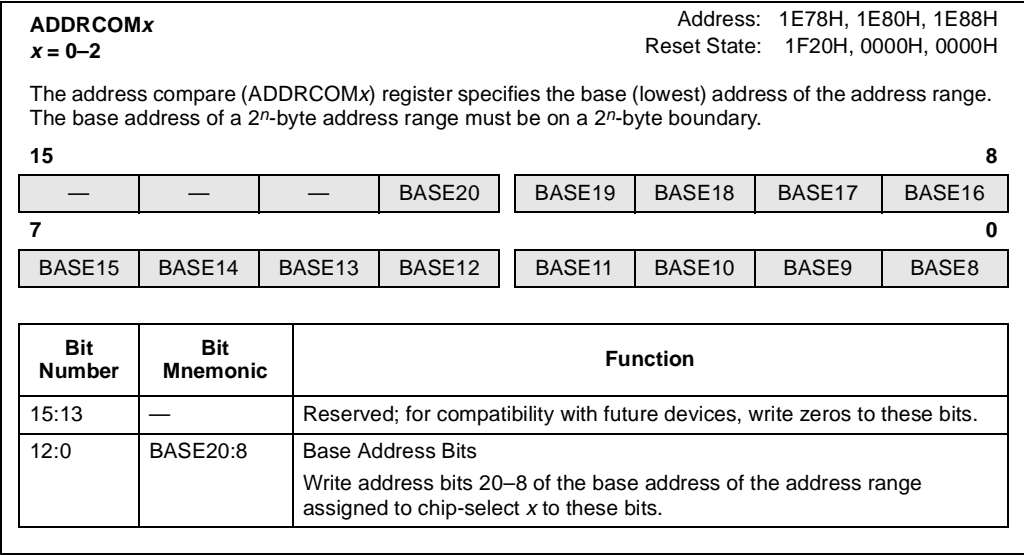 ADDRCOMx Address: 1E78H, 1E80H, 1E88H
x = 0–2 Reset State: 1F20H, 0000H, 0000H
The address compare (ADDRCOMx) register specifies the base (lowest) address of the address range.
The base address of a 2n-byte address range must be on a 2n-byte boundary.
15 8
— — — BASE20 BASE19 BASE18 BASE17 BASE16
7 0
BASE15 BASE14 BASE13 BASE12 BASE11 BASE10 BASE9 BASE8
Bit Number Bit Mnemonic Function
15:13 — Reserved; for compatibility with future devices, write zeros to these bits.
12:0 BASE20:8 Base Address Bits
Write address bits 20–8 of the base address of the address range
assigned to chip-select x to these bits.